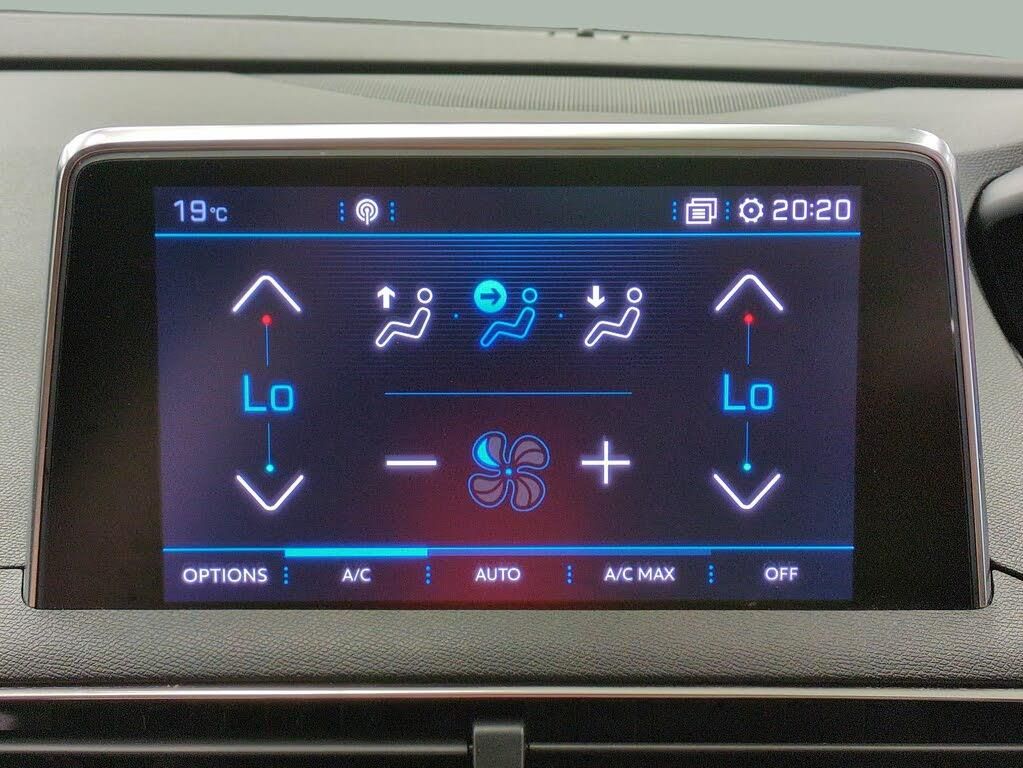 19°C 20:20
Lo Lo
OPTIONS A/C AUTO A/C MAX OFF